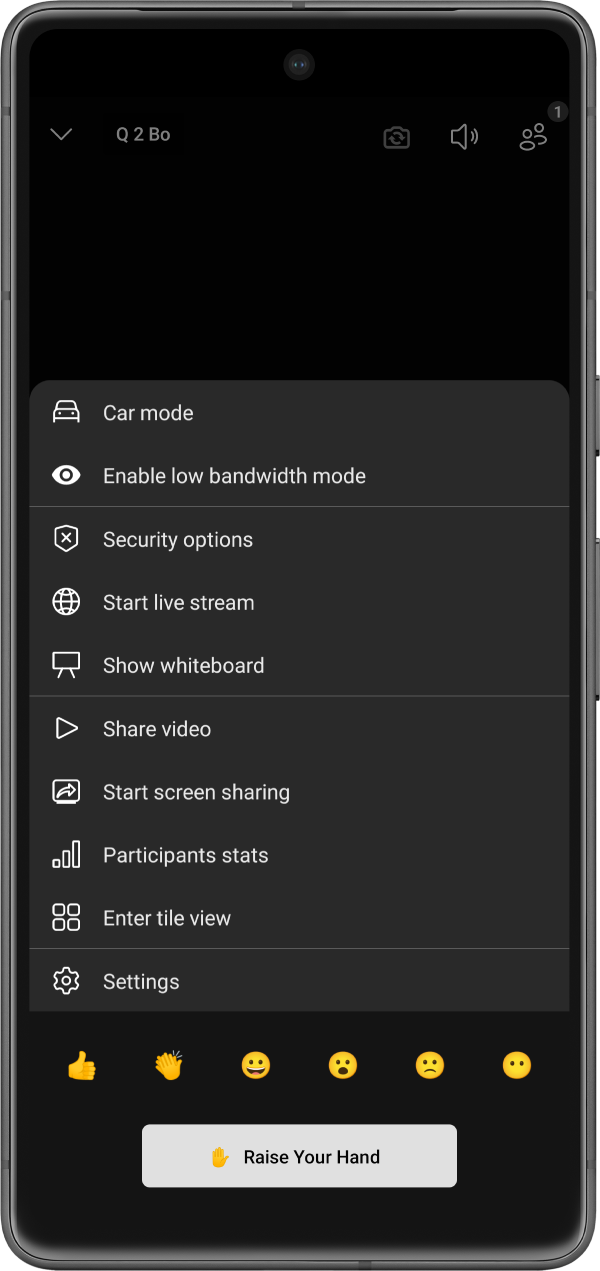 1
Q 2 Bo
Car mode
Enable low bandwidth mode
Security options
Start live stream
Show whiteboard
Share video
Start screen sharing
Participants stats
Enter tile view
Settings
Raise Your Hand